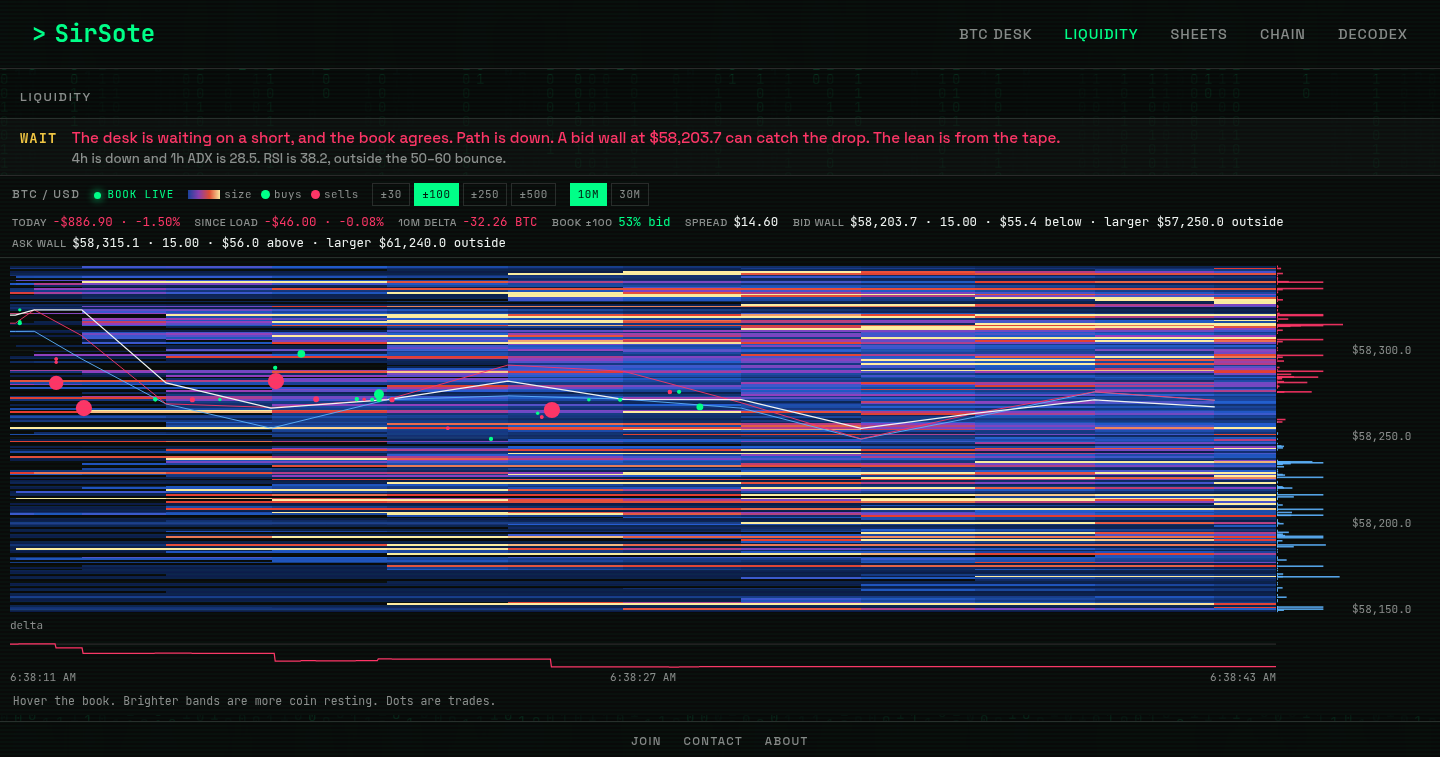 > SirSote
BTC DESK LIQUIDITY SHEETS CHAIN DECODEX
LIQUIDITY
WAIT The desk is waiting on a short, and the book agrees. Path is down. A bid wall at $58,203.7 can catch the drop. The lean is from the tape.
4h is down and 1h ADX is 28.5. RSI is 38.2, outside the 50–60 bounce.
BTC / USD BOOK LIVE size buys sells ±30 ±100 ±250 ±500 10M 30M
TODAY -$886.90 · -1.50% SINCE LOAD -$46.00 · -0.08% 10M DELTA -32.26 BTC BOOK ±100 53% bid SPREAD $14.60 BID WALL $58,203.7 · 15.00 · $55.4 below · larger $57,250.0 outside
ASK WALL $58,315.1 · 15.00 · $56.0 above · larger $61,240.0 outside
$58,300.0
$58,250.0
$58,200.0
$58,150.0
delta
6:38:11 AM 6:38:27 AM 6:38:43 AM
Hover the book. Brighter bands are more coin resting. Dots are trades.
JOIN CONTACT ABOUT